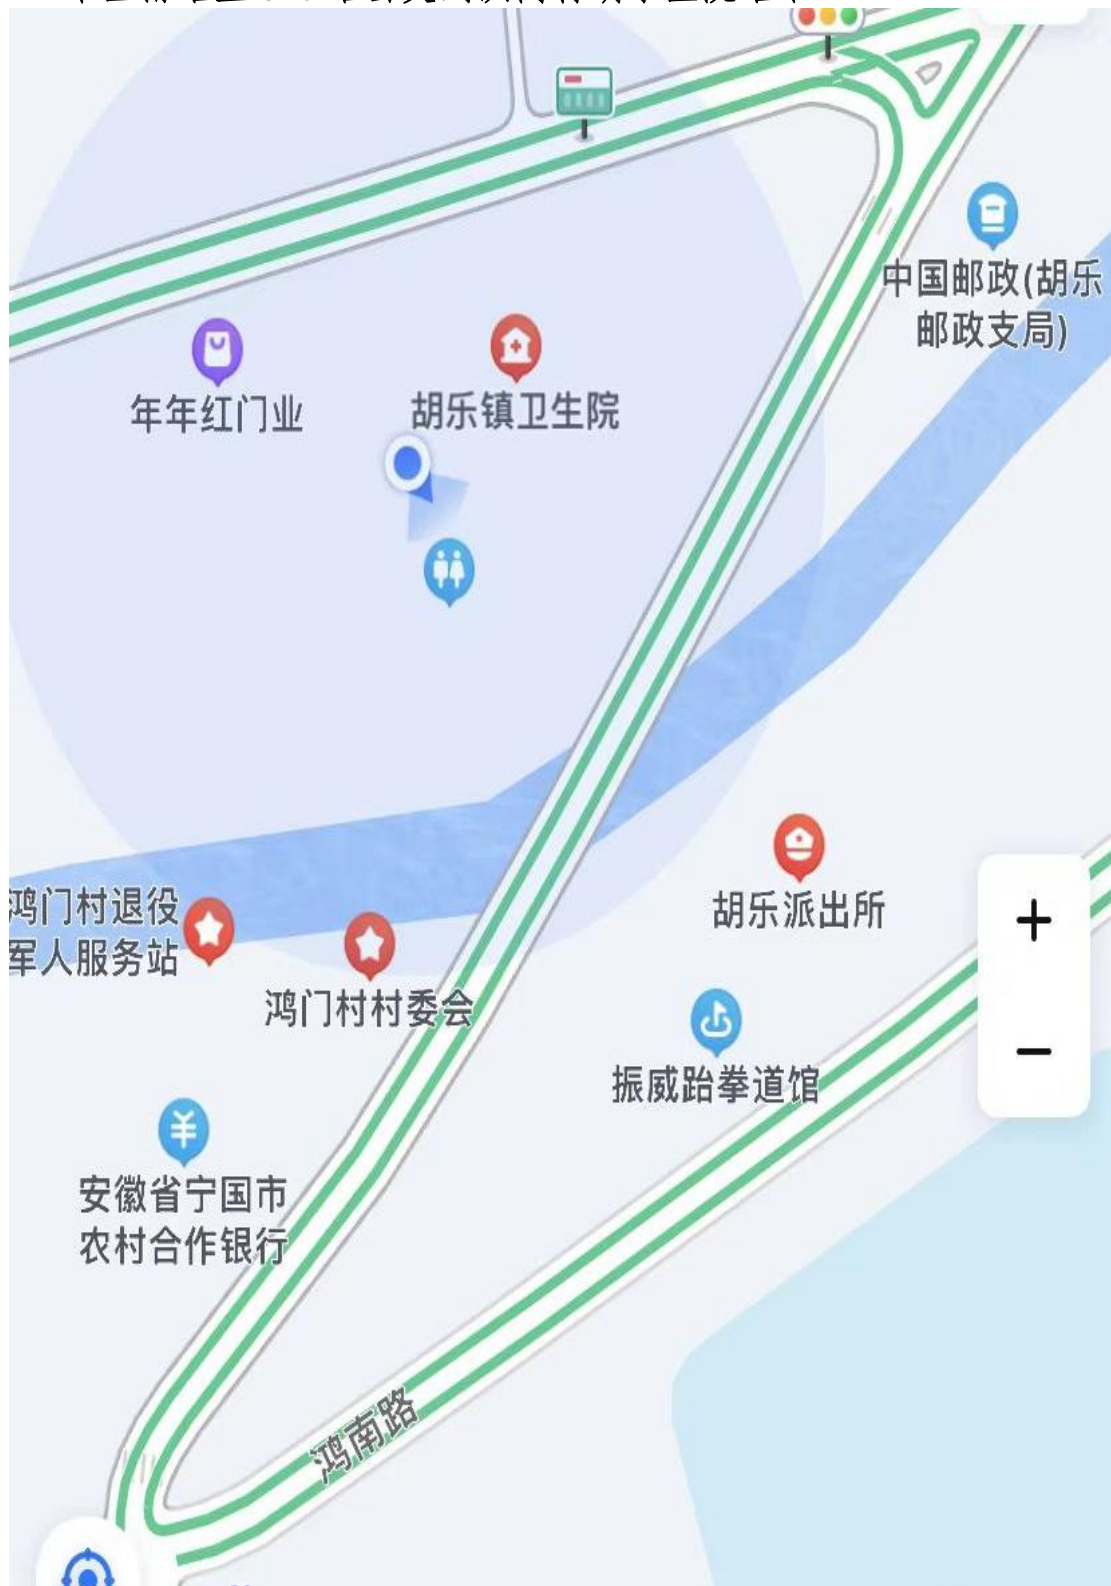 中国邮政(胡乐
邮政支局)
年年红门业
胡乐镇卫生院
鸿门村退役
军人服务站
胡乐派出所
鸿门村村委会
振威跆拳道馆
安徽省宁国市
农村合作银行
鸿南路